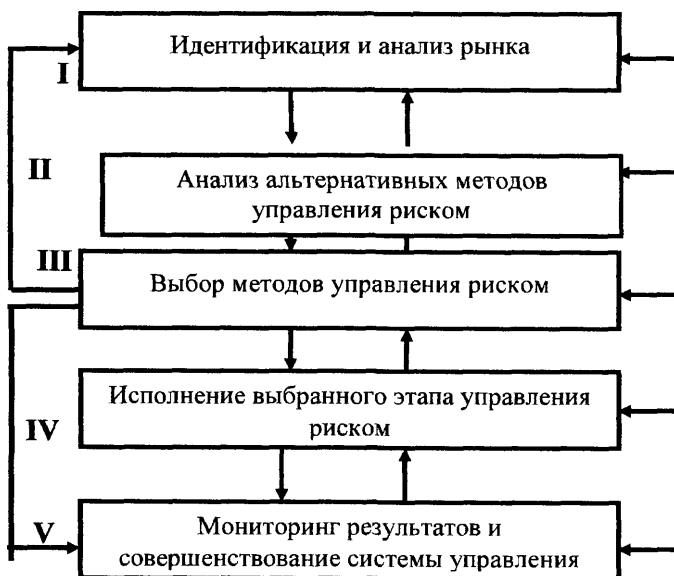 I
Идентификация и анализ рынка
II
Анализ альтернативных методов
управления риском
III
Выбор методов управления риском
IV
Исполнение выбранного этапа управления
риском
V
Мониторинг результатов и
совершенствование системы управления